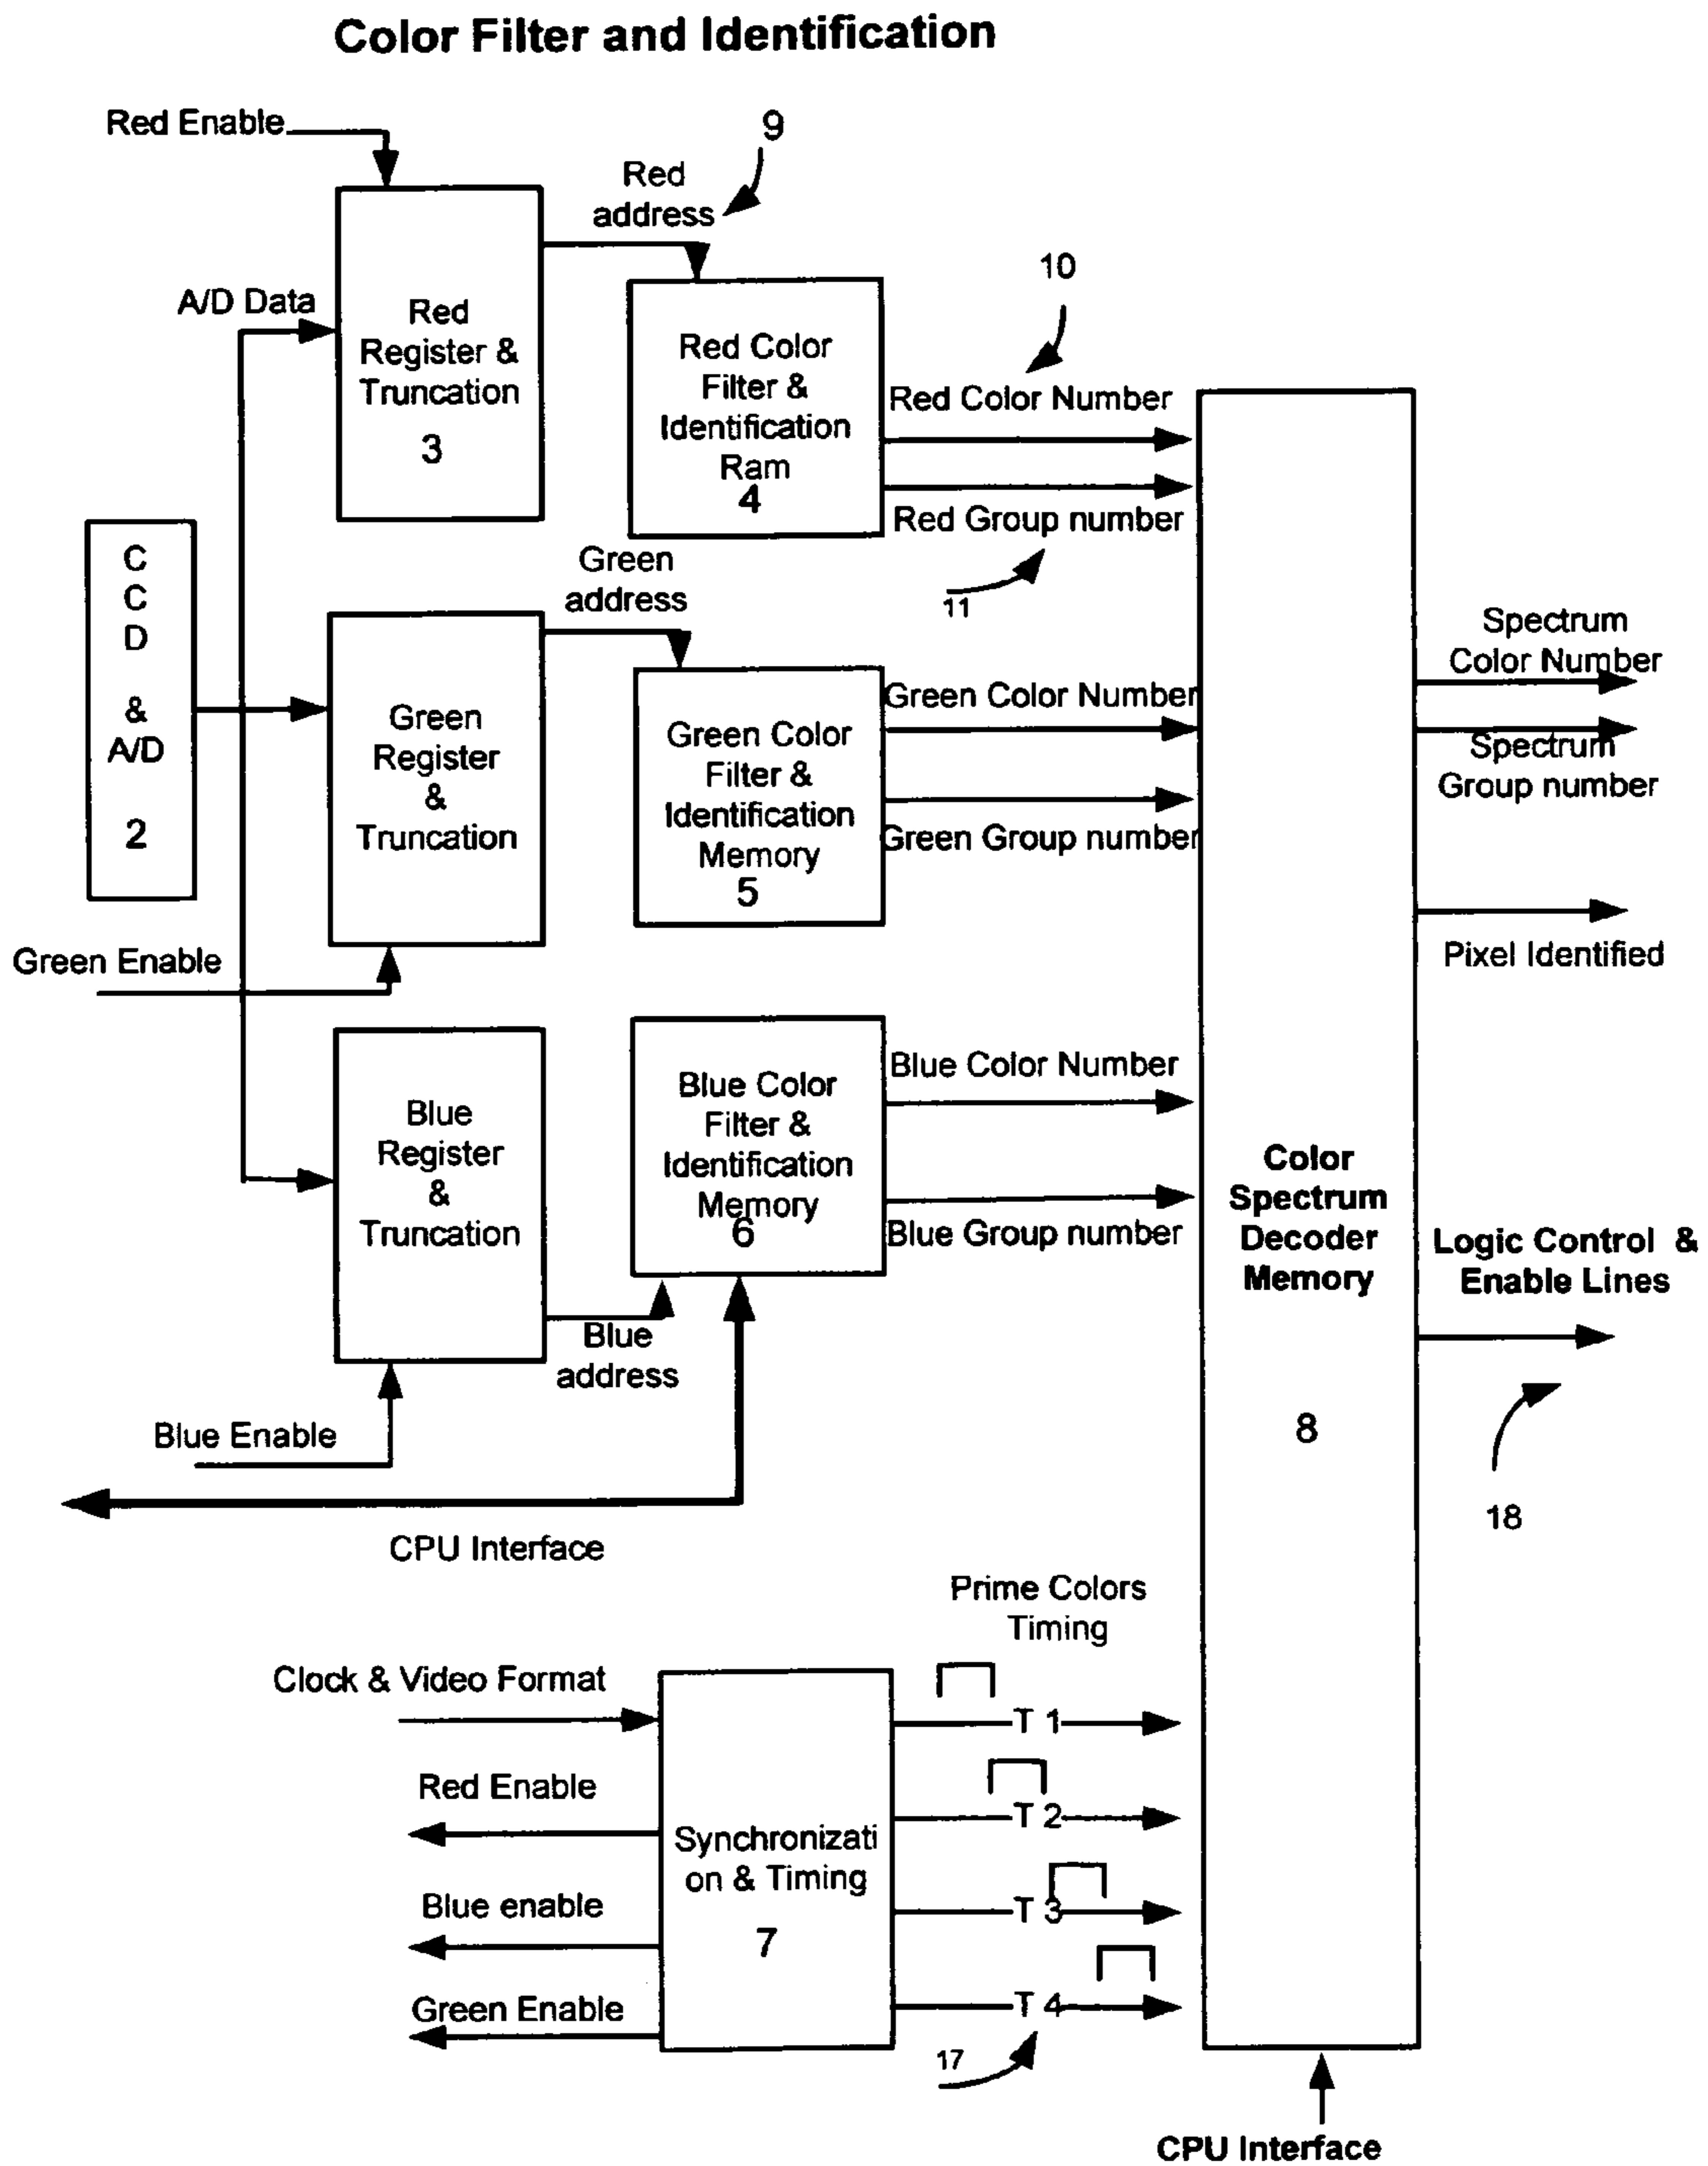 Color Filter and Identification
Red Enable
9
Red
address
10
A/D Data
Red
Register &
Truncation
3
Red Color
Filter &
Identification
Ram
4
Red Color Number
Red Group number
11
C
C
D
&
A/D
2
Green
address
Green
Register
&
Truncation
Green Color
Filter &
Identification
Memory
5
Green Color Number
Green Group number
Spectrum
Color Number
Spectrum
Group number
Pixel Identified
Green Enable
Blue
Register
&
Truncation
Blue Color
Filter &
Identification
Memory
6
Blue Color Number
Blue Group number
Color
Spectrum
Decoder
Memory
8
Logic Control &
Enable Lines
18
Blue
address
Blue Enable
CPU Interface
Prime Colors
Timing
Clock & Video Format
Red Enable
Blue enable
Green Enable
Synchronizati
on & Timing
7
T 1
T 2
T 3
T 4
17
CPU Interface